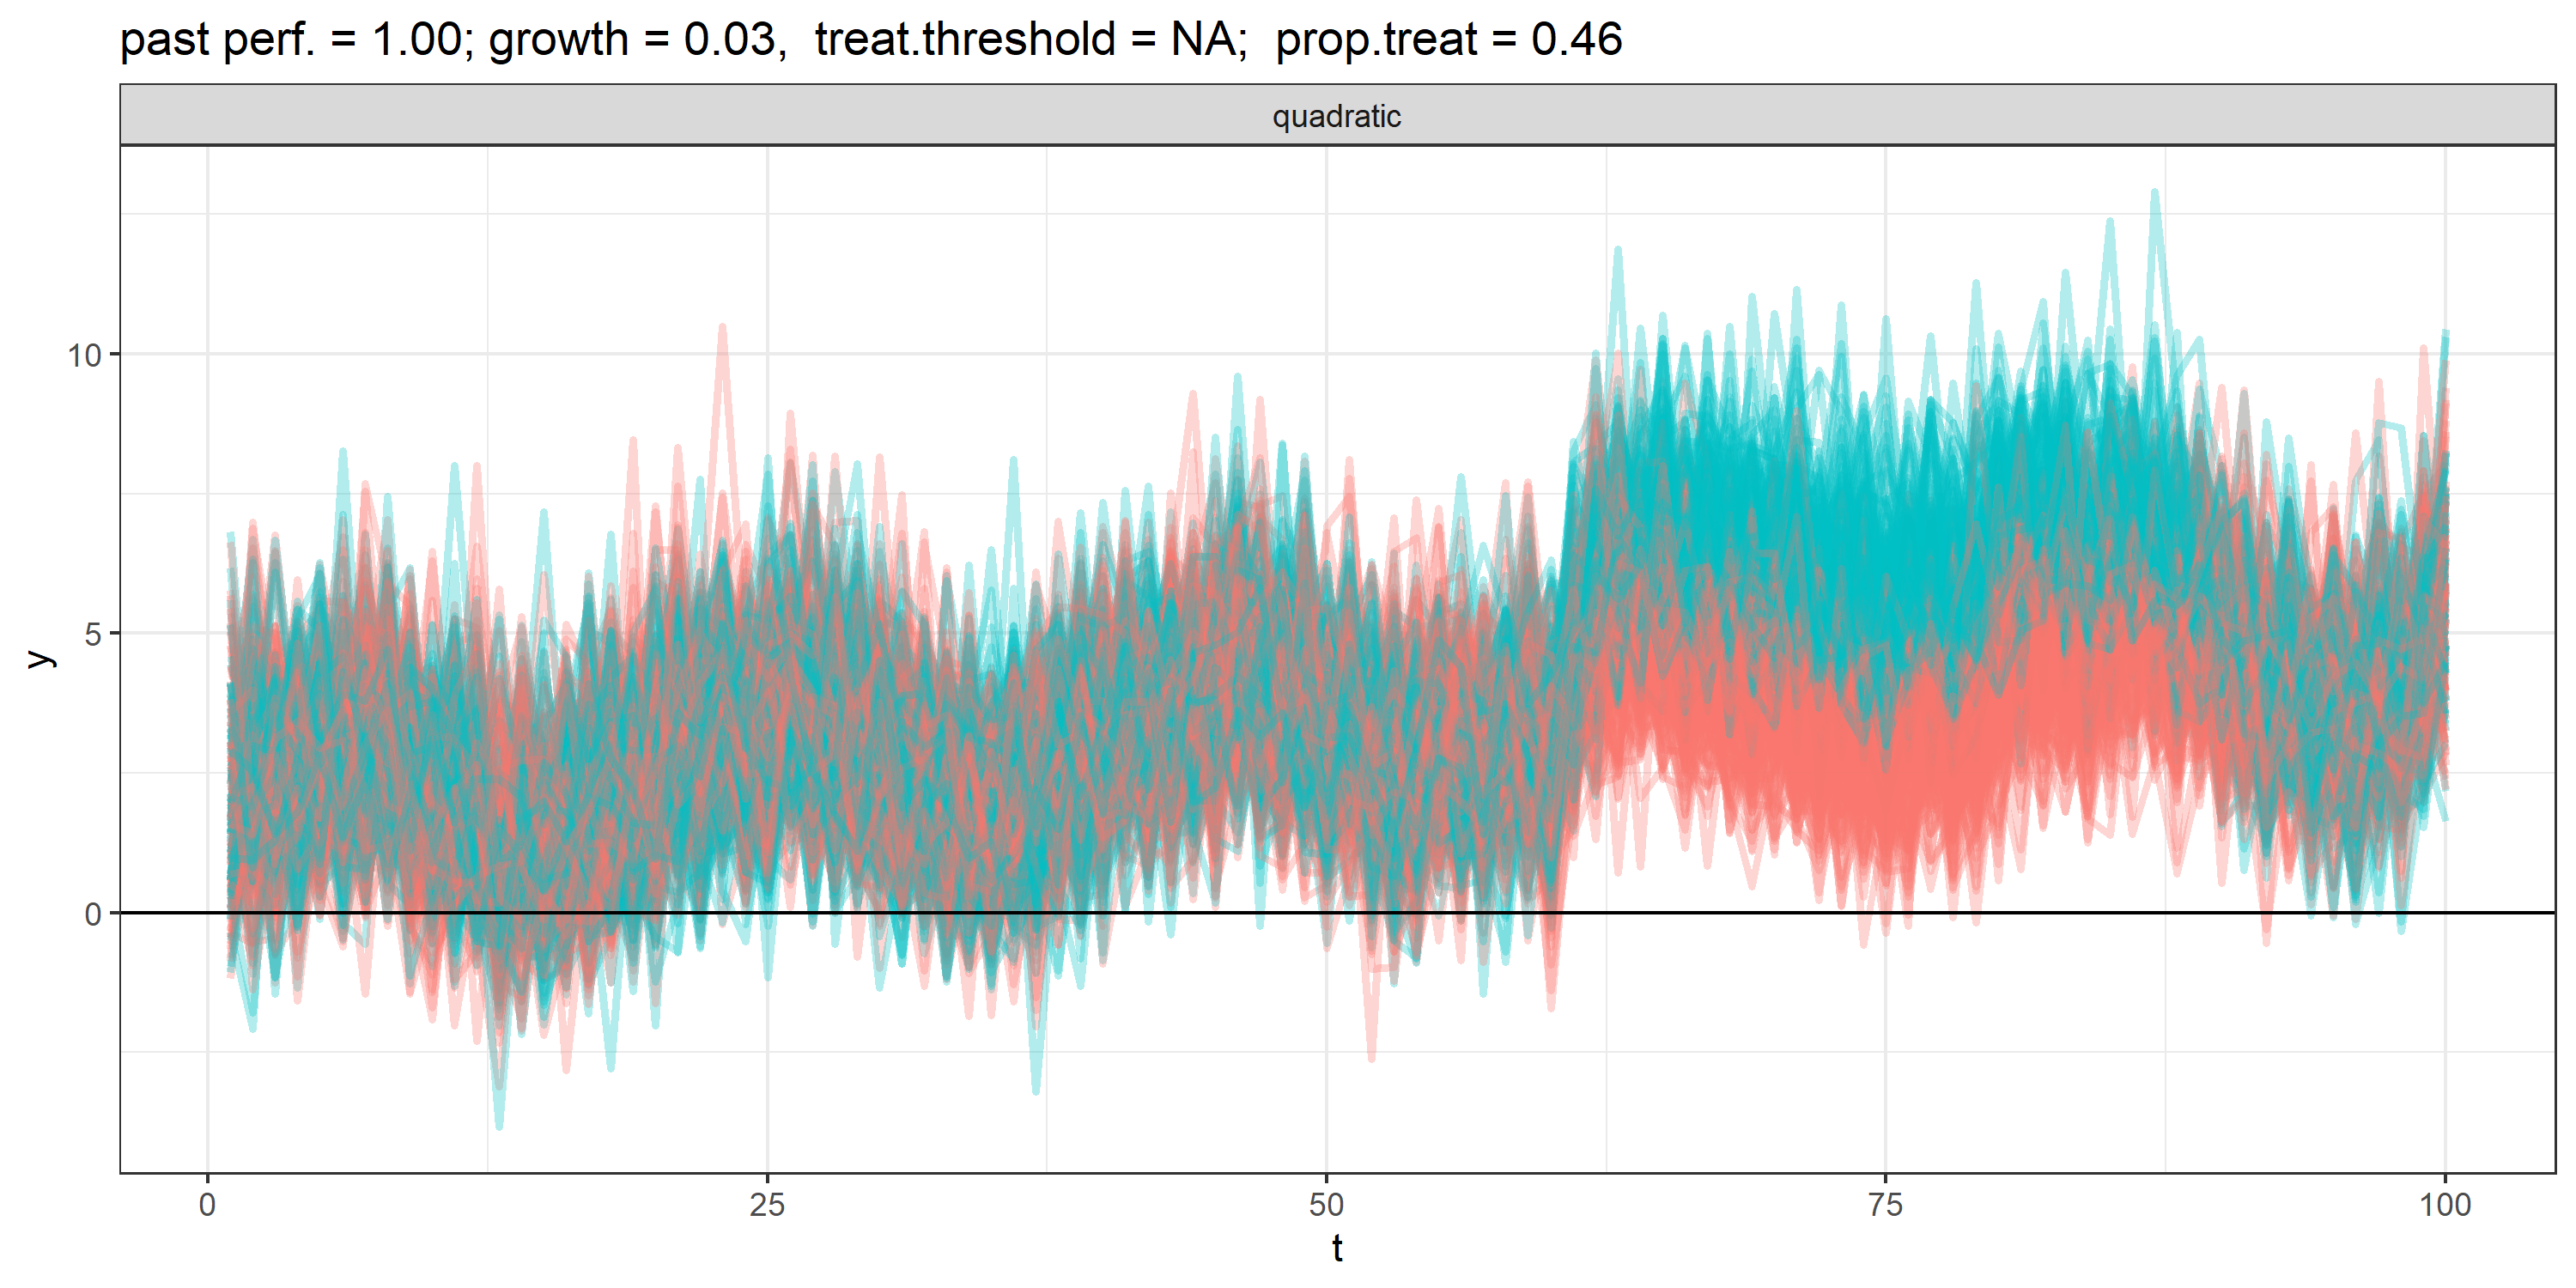 past perf. = 1.00; growth = 0.03,  treat.threshold = NA;  prop.treat = 0.46
quadratic
10
5
0
y
0 25 50 75 100
t